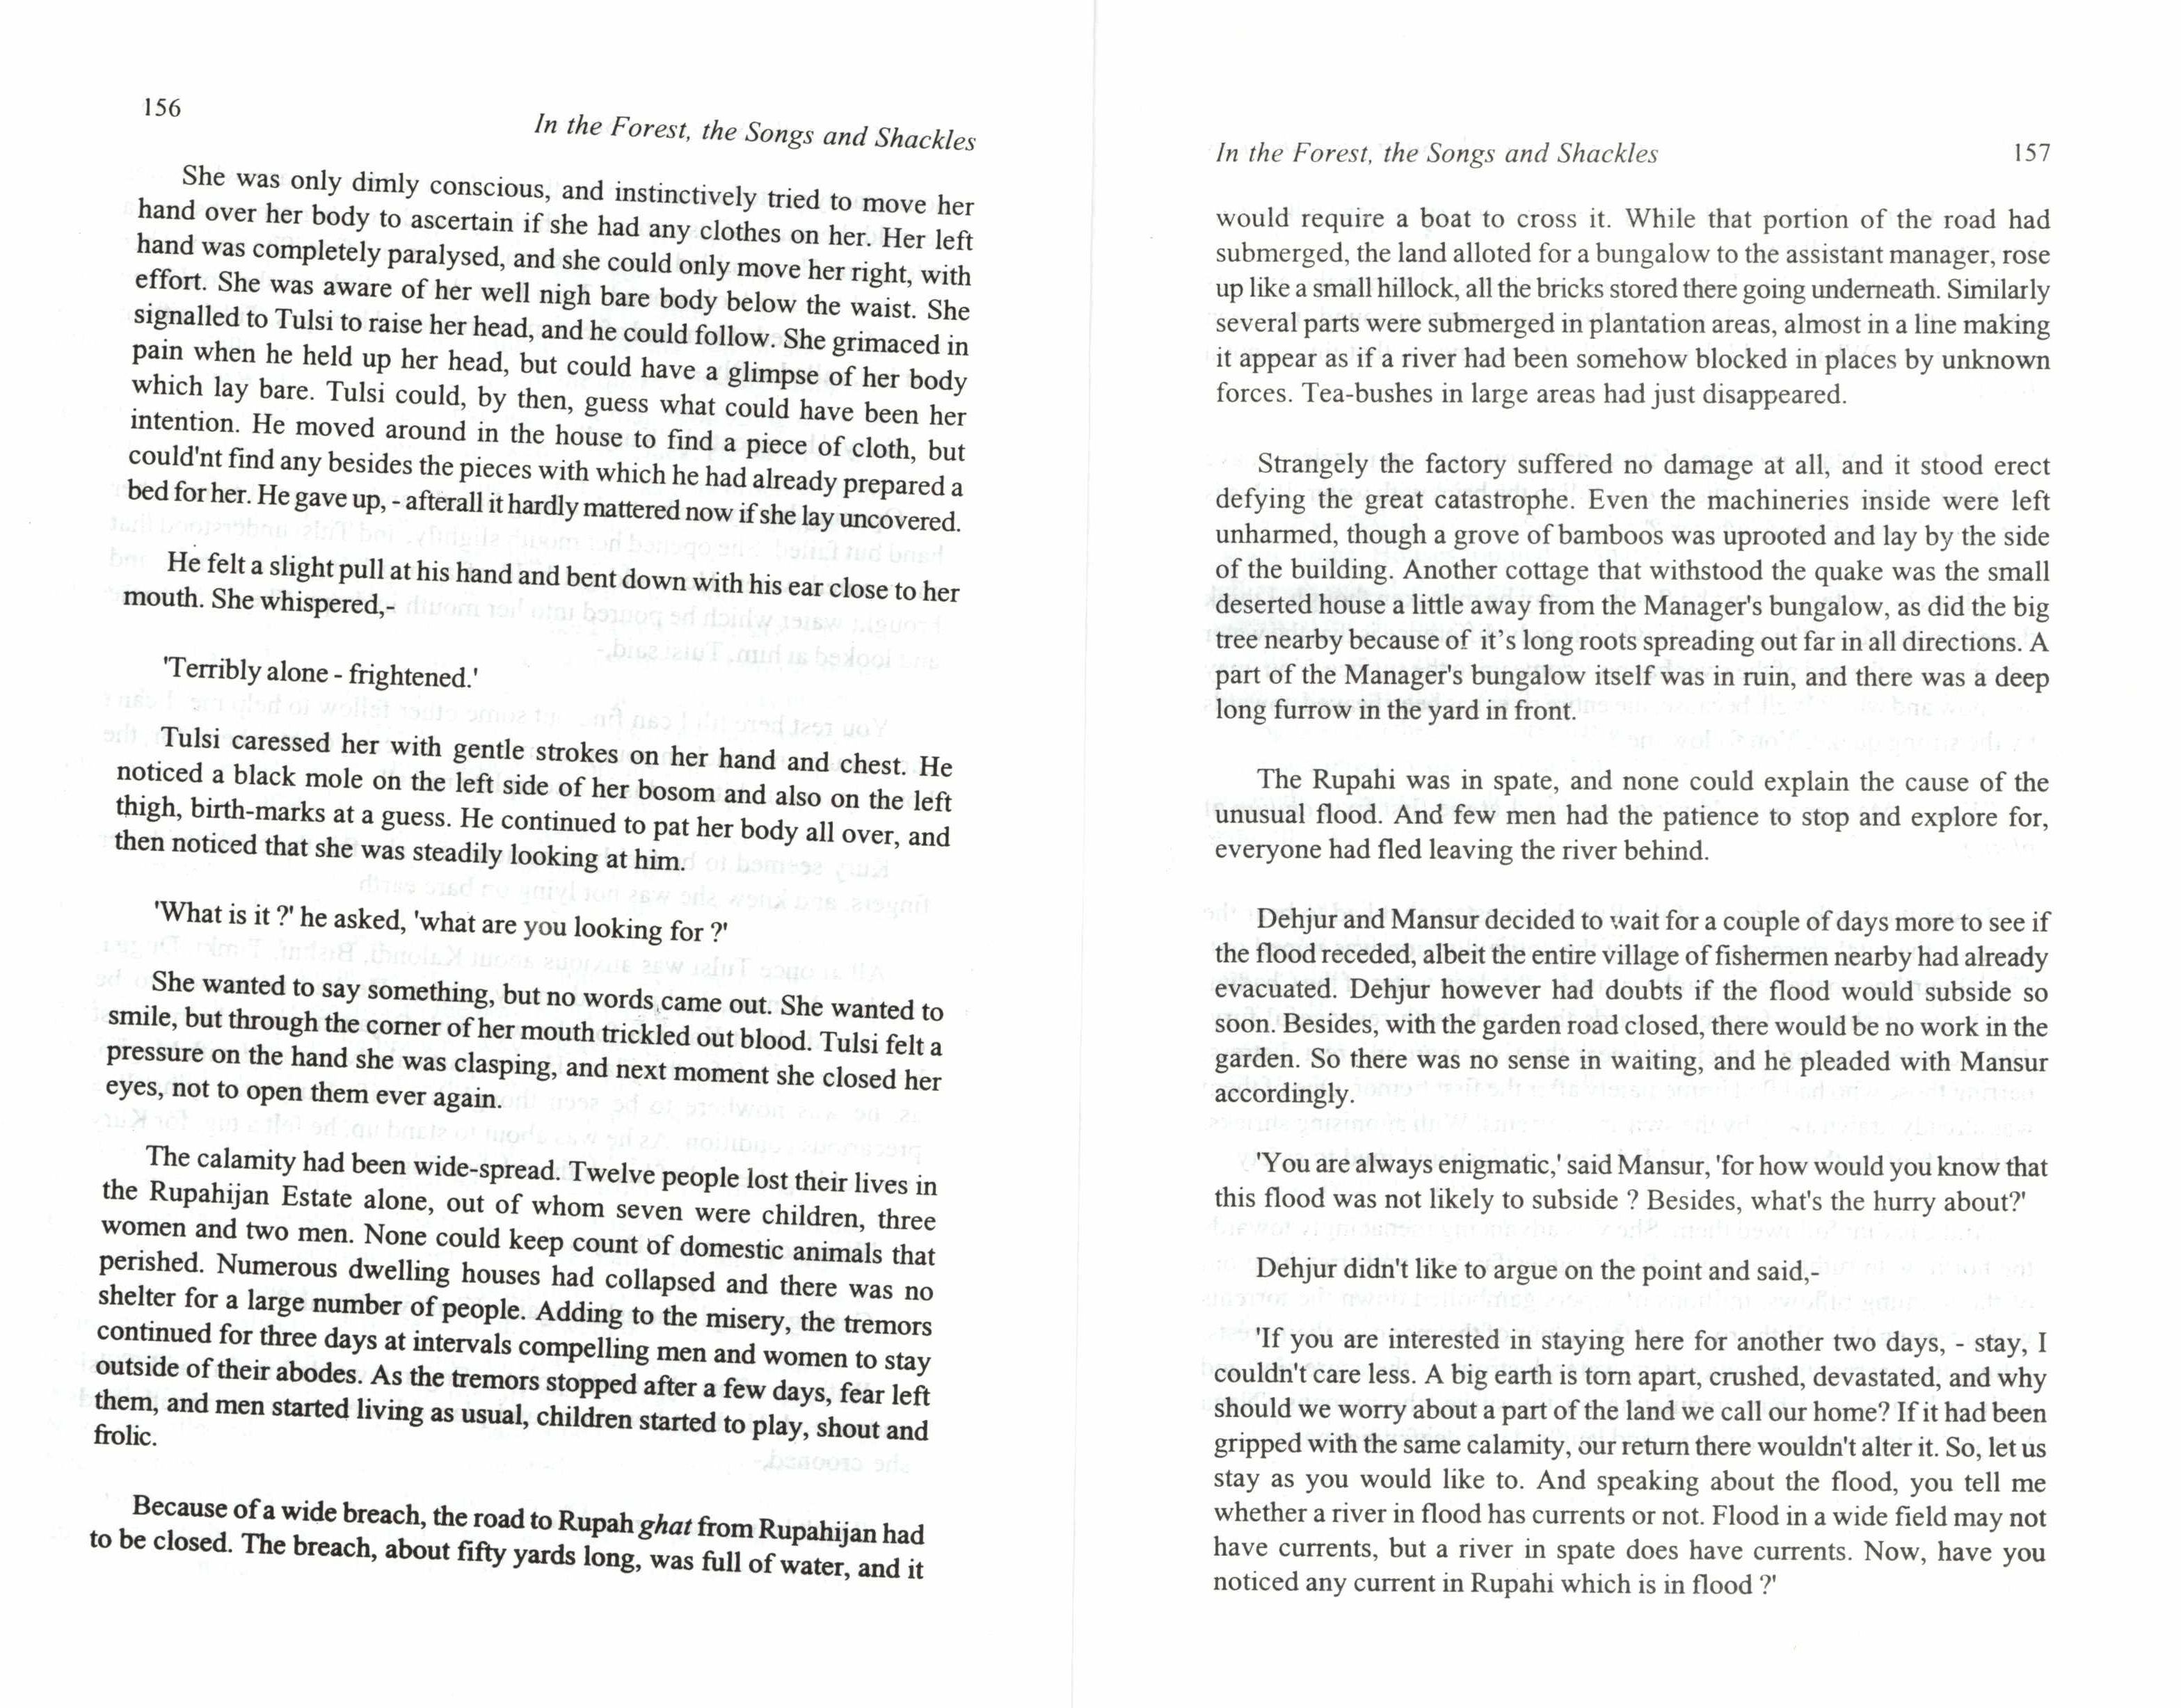 156
In the Forest, the Songs and Shackles
She was only dimly conscious, and instinctively tried to move her
hand over her body to ascertain if she had any clothes on her. Her left
hand was completely paralysed, and she could only move her right, with
effort. She was aware of her well nigh bare body below the waist. She
signalled to Tulsi to raise her head, and he could follow. She grimaced in
pain when he held up her head, but could have a glimpse of her body
which lay bare. Tulsi could, by then, guess what could have been her
intention. He moved around in the house to find a piece of cloth, but
could'nt find any besides the pieces with which he had already prepared a
bed for her. He gave up, - afterall it hardly mattered now if she lay uncovered.
He felt a slight pull at his hand and bent down with his ear close to her
mouth. She whispered,-
'Terribly alone - frightened.'
Tulsi caressed her with gentle strokes on her hand and chest. He
noticed a black mole on the left side of her bosom and also on the left
thigh, birth-marks at a guess. He continued to pat her body all over, and
then noticed that she was steadily looking at him.
'What is it ?' he asked, 'what are you looking for ?'
She wanted to say something, but no words came out. She wanted to
smile, but through the corner of her mouth trickled out blood. Tulsi felt a
pressure on the hand she was clasping, and next moment she closed her
eyes, not to open them ever again.
The calamity had been wide-spread. Twelve people lost their lives in
the Rupahijan Estate alone, out of whom seven were children, three
women and two men. None could keep count of domestic animals that
perished. Numerous dwelling houses had collapsed and there was no
shelter for a large number of people. Adding to the misery, the tremors
continued for three days at intervals compelling men and women to stay
outside of their abodes. As the tremors stopped after a few days, fear left
them, and men started living as usual, children started to play, shout and
frolic.
Because of a wide breach, the road to Rupah ghat from Rupahijan had
to be closed. The breach, about fifty yards long, was full of water, and it
In the Forest, the Songs and Shackles
157
would require a boat to cross it. While that portion of the road had
submerged, the land alloted for a bungalow to the assistant manager, rose
up like a small hillock, all the bricks stored there going underneath. Similarly
several parts were submerged in plantation areas, almost in a line making
it appear as if a river had been somehow blocked in places by unknown
forces. Tea-bushes in large areas had just disappeared.
Strangely the factory suffered no damage at all, and it stood erect
defying the great catastrophe. Even the machineries inside were left
unharmed, though a grove of bamboos was uprooted and lay by the side
of the building. Another cottage that withstood the quake was the small
deserted house a little away from the Manager's bungalow, as did the big
tree nearby because of it's long roots spreading out far in all directions. A
part of the Manager's bungalow itself was in ruin, and there was a deep
long furrow in the yard in front.
The Rupahi was in spate, and none could explain the cause of the
unusual flood. And few men had the patience to stop and explore for,
everyone had fled leaving the river behind.
Dehjur and Mansur decided to wait for a couple of days more to see if
the flood receded, albeit the entire village of fishermen nearby had already
evacuated. Dehjur however had doubts if the flood would subside so
soon. Besides, with the garden road closed, there would be no work in the
garden. So there was no sense in waiting, and he pleaded with Mansur
accordingly.
'You are always enigmatic,' said Mansur, 'for how would you know that
this flood was not likely to subside ? Besides, what's the hurry about?'
Dehjur didn't like to argue on the point and said,-
'If you are interested in staying here for another two days, - stay, I
couldn't care less. A big earth is torn apart, crushed, devastated, and why
should we worry about a part of the land we call our home? If it had been
gripped with the same calamity, our return there wouldn't alter it. So, let us
stay as you would like to. And speaking about the flood, you tell me
whether a river in flood has currents or not. Flood in a wide field may not
have currents, but a river in spate does have currents. Now, have you
noticed any current in Rupahi which is in flood ?'